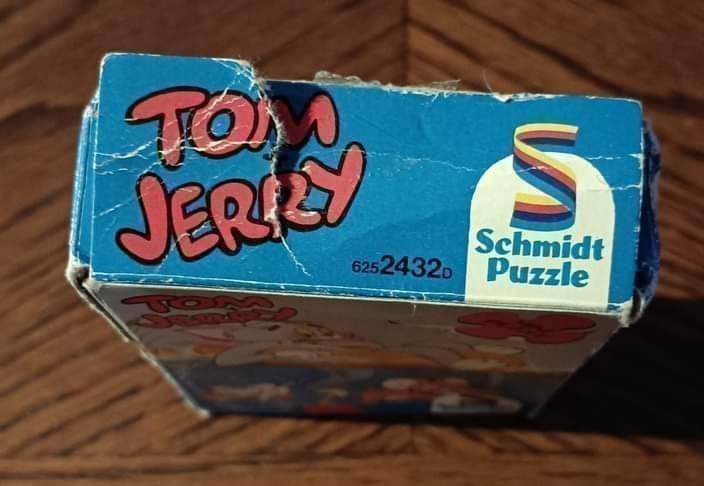 TOM
JERRY
6252432D
Schmidt
Puzzle
TOM
JERRY